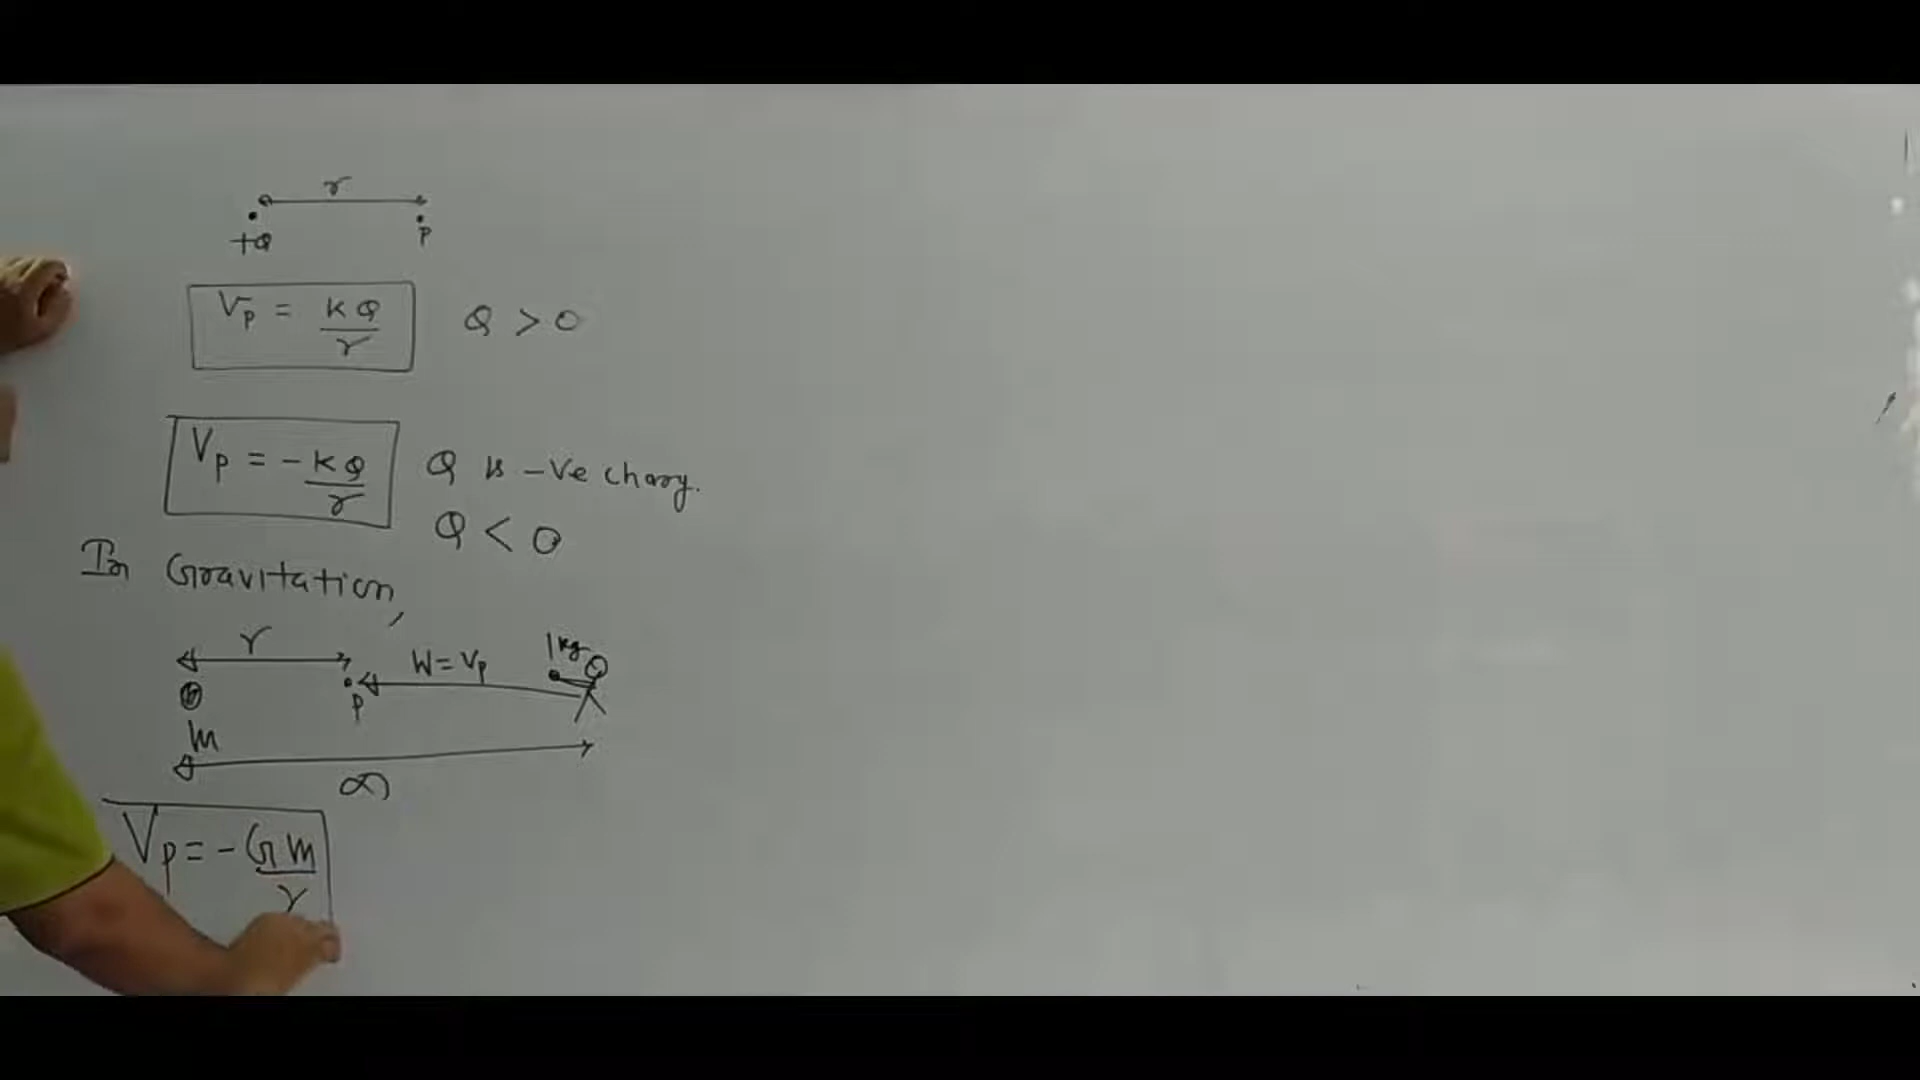 r
+Q P
Vp = kQ/r Q > 0
Vp = -kQ/r Q is -ve charg.
Q < 0
In Gravitation,
r W = Vp 1kg
P
m
∞
Vp = -Gm/r